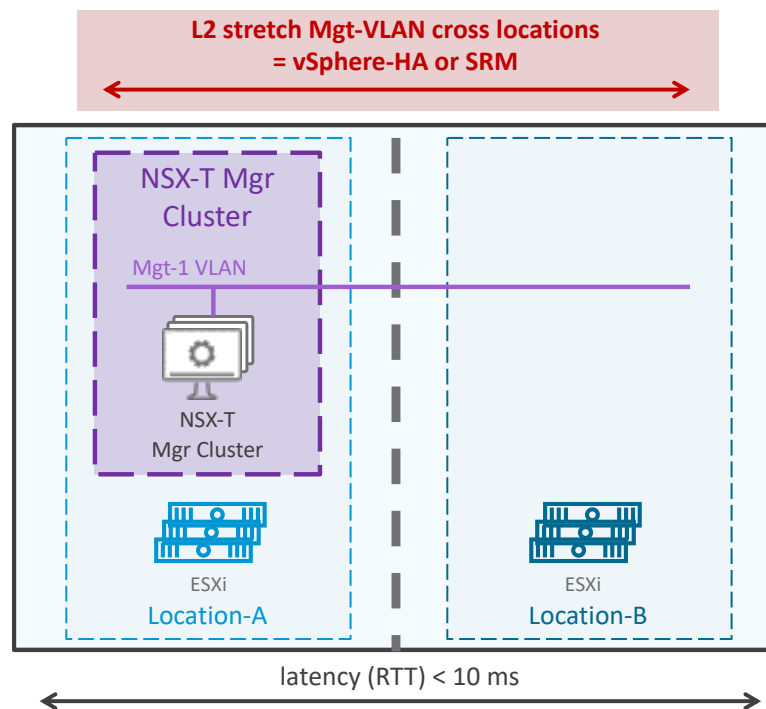 L2 stretch Mgt-VLAN cross locations
= vSphere-HA or SRM
NSX-T Mgr
Cluster
Mgt-1 VLAN
NSX-T
Mgr Cluster
ESXi
Location-A
ESXi
Location-B
latency (RTT) < 10 ms